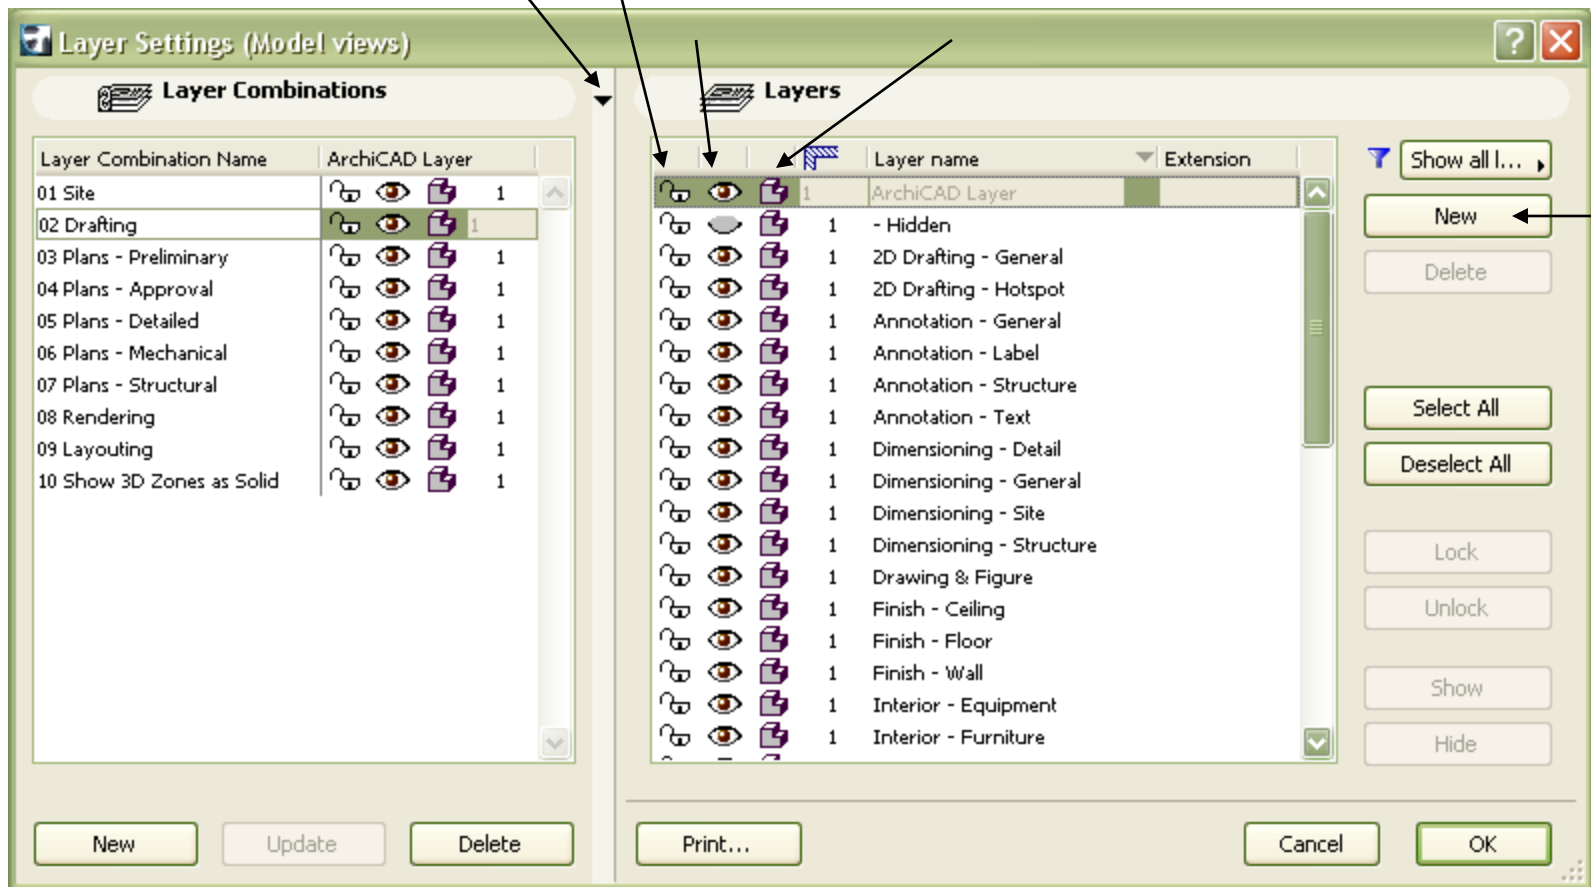 Layer Settings (Model views)
Layer Combinations
Layer Combination Name ArchiCAD Layer
01 Site 1
02 Drafting 1
03 Plans - Preliminary 1
04 Plans - Approval 1
05 Plans - Detailed 1
06 Plans - Mechanical 1
07 Plans - Structural 1
08 Rendering 1
09 Layouting 1
10 Show 3D Zones as Solid 1
New Update Delete
Layers
Layer name Extension
1 ArchiCAD Layer
1 - Hidden
1 2D Drafting - General
1 2D Drafting - Hotspot
1 Annotation - General
1 Annotation - Label
1 Annotation - Structure
1 Annotation - Text
1 Dimensioning - Detail
1 Dimensioning - General
1 Dimensioning - Site
1 Dimensioning - Structure
1 Drawing & Figure
1 Finish - Ceiling
1 Finish - Floor
1 Finish - Wall
1 Interior - Equipment
1 Interior - Furniture
Show all l...
New
Delete
Select All
Deselect All
Lock
Unlock
Show
Hide
Print... Cancel OK